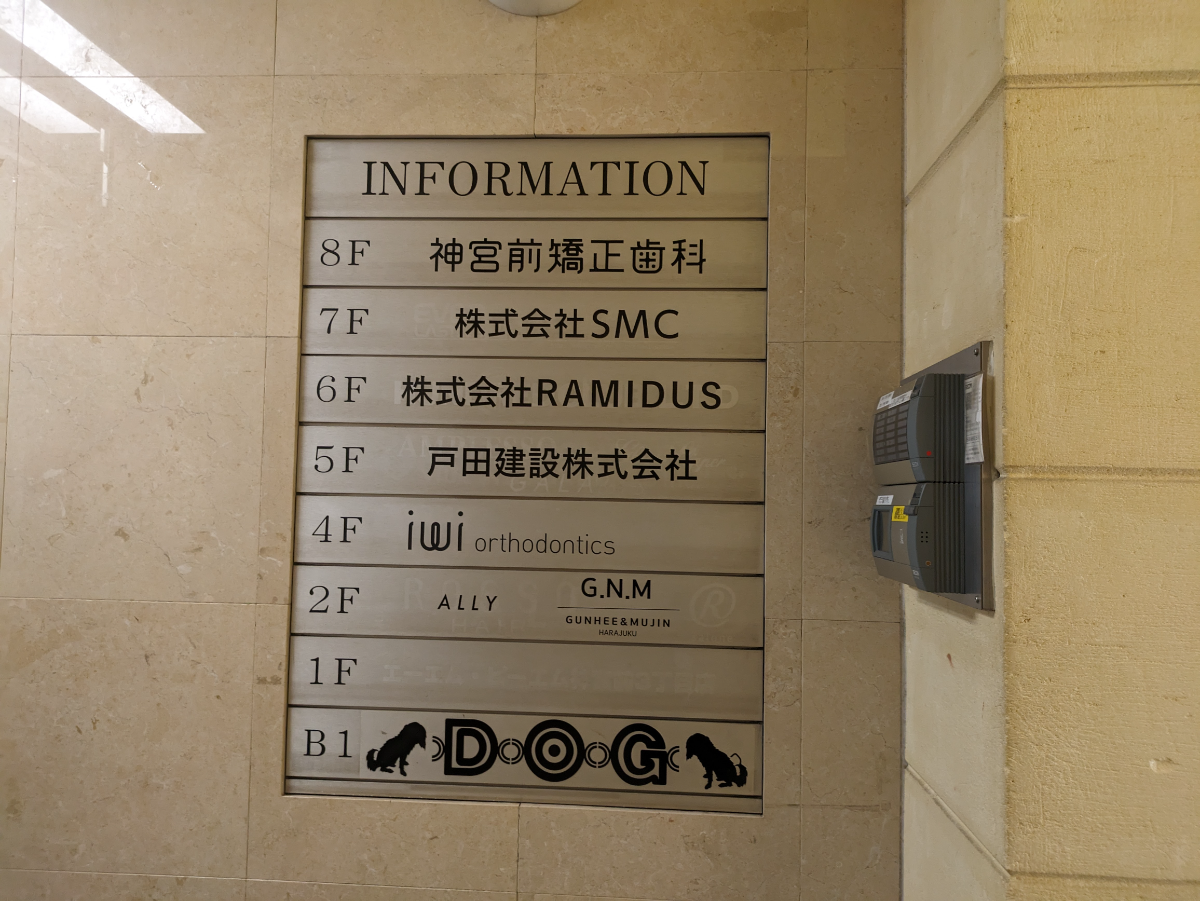 INFORMATION
8F 神宮前矯正歯科
7F 株式会社SMC
6F 株式会社RAMIDUS
5F 戸田建設株式会社
4F iwi orthodontics
2F ALLY G.N.M
GUNHEE&MUJIN
HARAJUKU
1F
B1 DOG